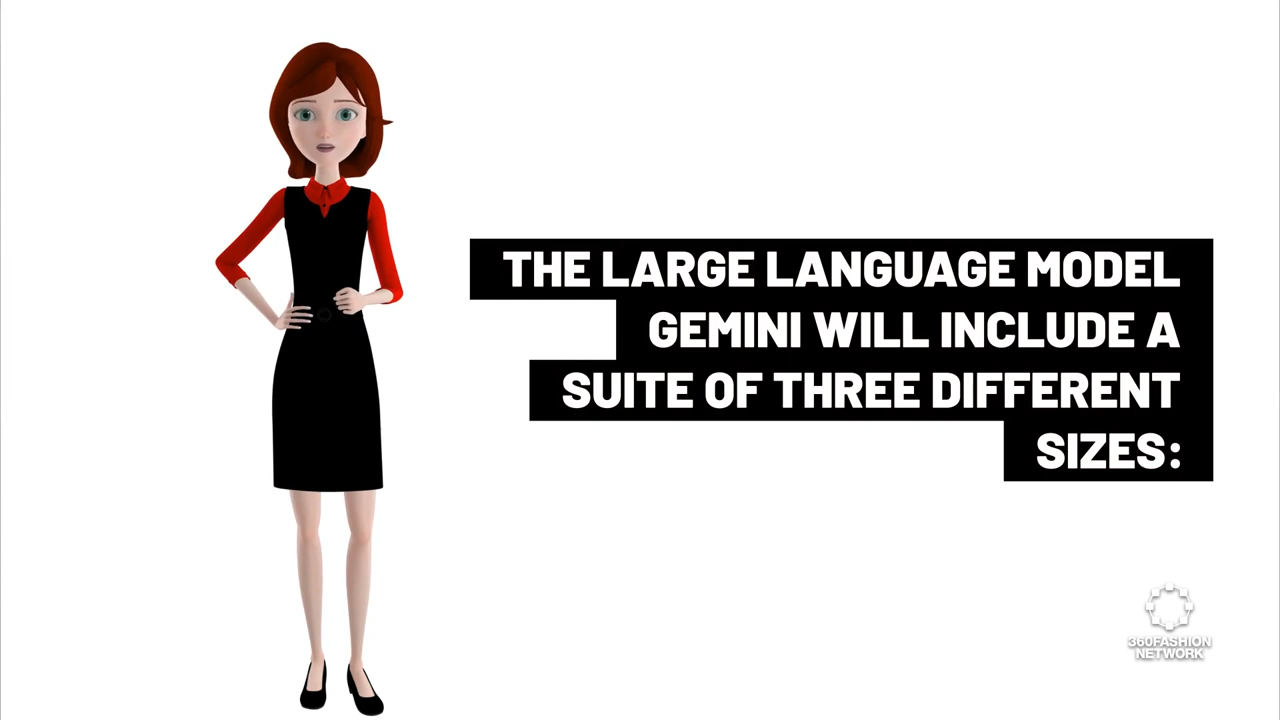 THE LARGE LANGUAGE MODEL
GEMINI WILL INCLUDE A
SUITE OF THREE DIFFERENT
SIZES:
360FASHION
NETWORK